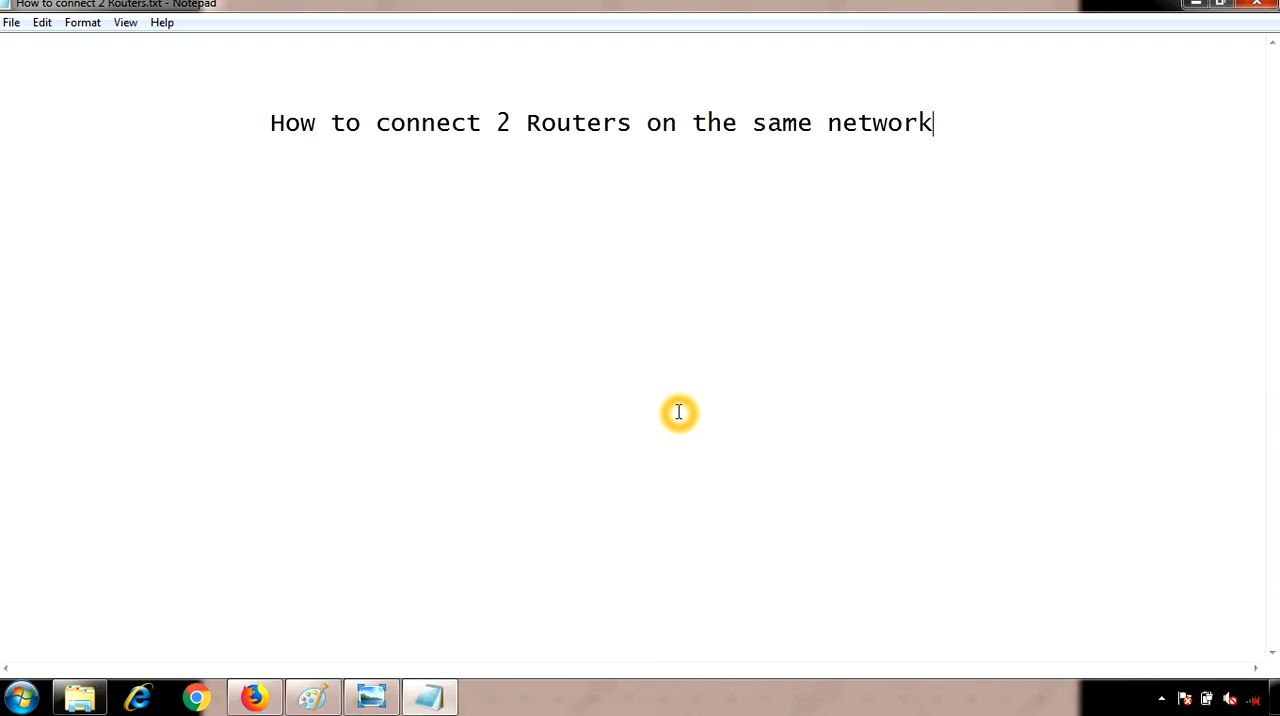 How to connect 2 Routers.txt - Notepad
File Edit Format View Help
How to connect 2 Routers on the same network